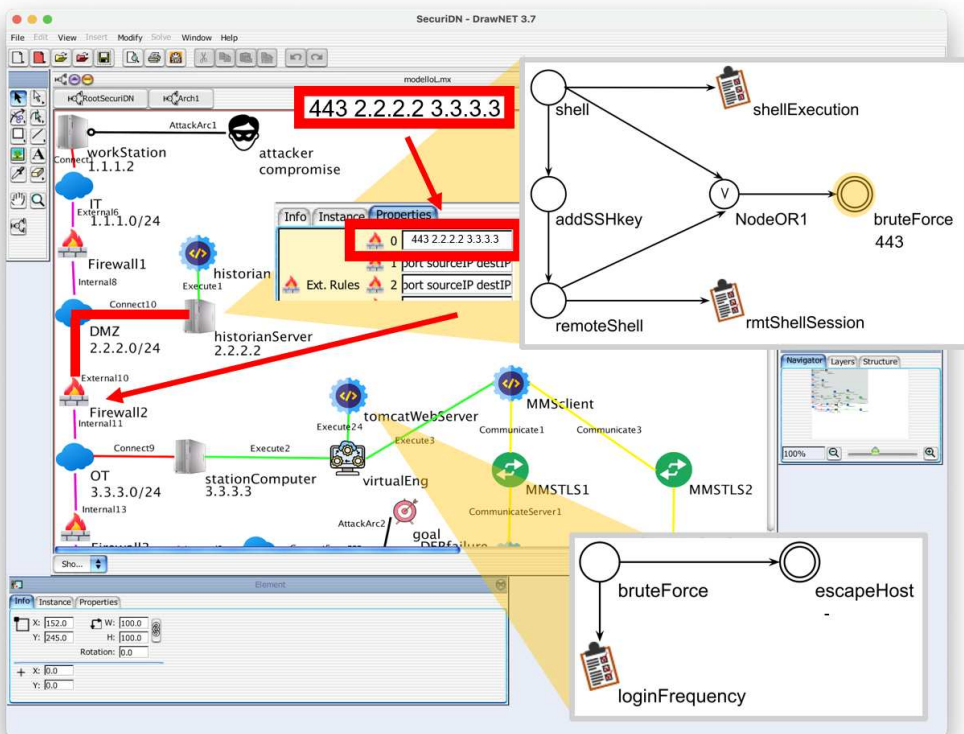 SecuriDN - DrawNET 3.7
File Edit View Insert Modify Solve Window Help
modelloL.mx
RootSecuriDN Arch1
443 2.2.2.2 3.3.3.3
AttackArc1
workStation
1.1.1.2
attacker
compromise
IT
1.1.1.0/24
External6
Firewall1
Internal8
historian
Execute1
Connect10
DMZ
2.2.2.0/24
historianServer
2.2.2.2
External10
Firewall2
Internal11
Connect9
OT
3.3.3.0/24
Internal13
Execute2
stationComputer
3.3.3.3
Execute24
tomcatWebServer
Execute3
virtualEng
MMSclient
Communicate1
Communicate3
MMSTLS1
MMSTLS2
CommunicateServer1
AttackArc2
goal
Info Instance Properties
0 443 2.2.2.2 3.3.3.3
1 port sourceIP destIP
Ext. Rules 2 port sourceIP destIP
shell
shellExecution
addSSHkey
V
NodeOR1
bruteForce
443
remoteShell
rmtShellSession
Navigator Layers Structure
100%
bruteForce
escapeHost
-
loginFrequency
Sho...
Element
Info Instance Properties
X: 152.0 W: 100.0
Y: 245.0 H: 100.0
Rotation: 0.0
X: 0.0
Y: 0.0